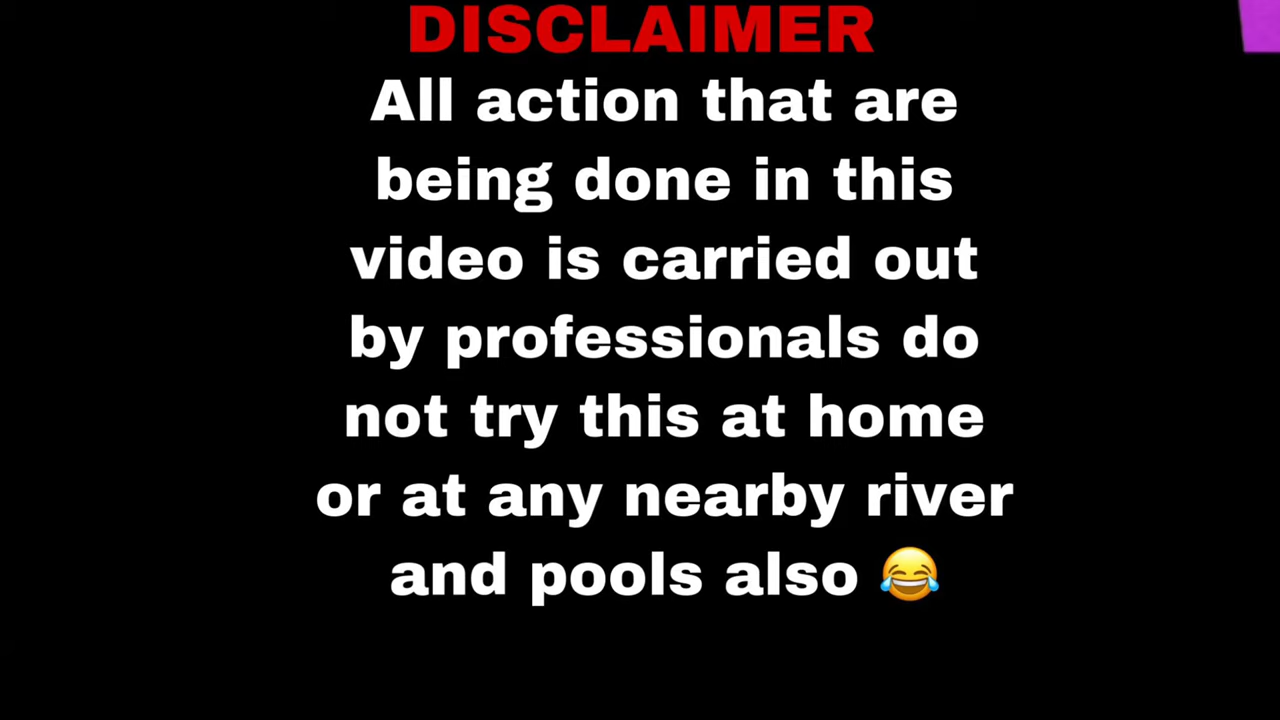 DISCLAIMER
All action that are
being done in this
video is carried out
by professionals do
not try this at home
or at any nearby river
and pools also 😂